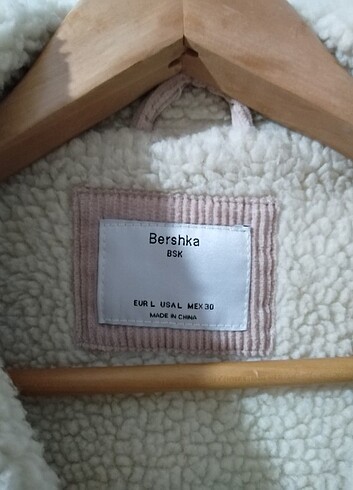 Bershka
BSK
EUR L USA L MEX 30
MADE IN CHINA